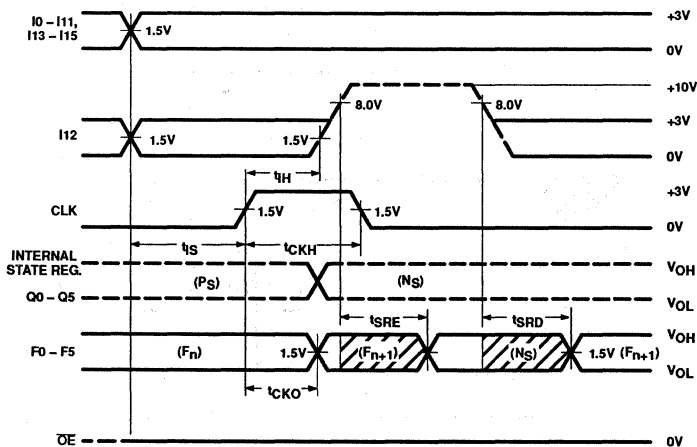 I0 – I11,
I13 – I15
1.5V
+3V
0V
+10V
8.0V
8.0V
+3V
I12
1.5V
1.5V
0V
tIH
+3V
CLK
1.5V
1.5V
0V
tIS
tCKH
INTERNAL
STATE REG.
VOH
(PS)
(NS)
Q0 – Q5
VOL
tSRE
tSRD
VOH
F0 – F5
(Fn)
1.5V
(Fn+1)
(NS)
1.5V
(Fn+1)
VOL
tCKO
OE
0V